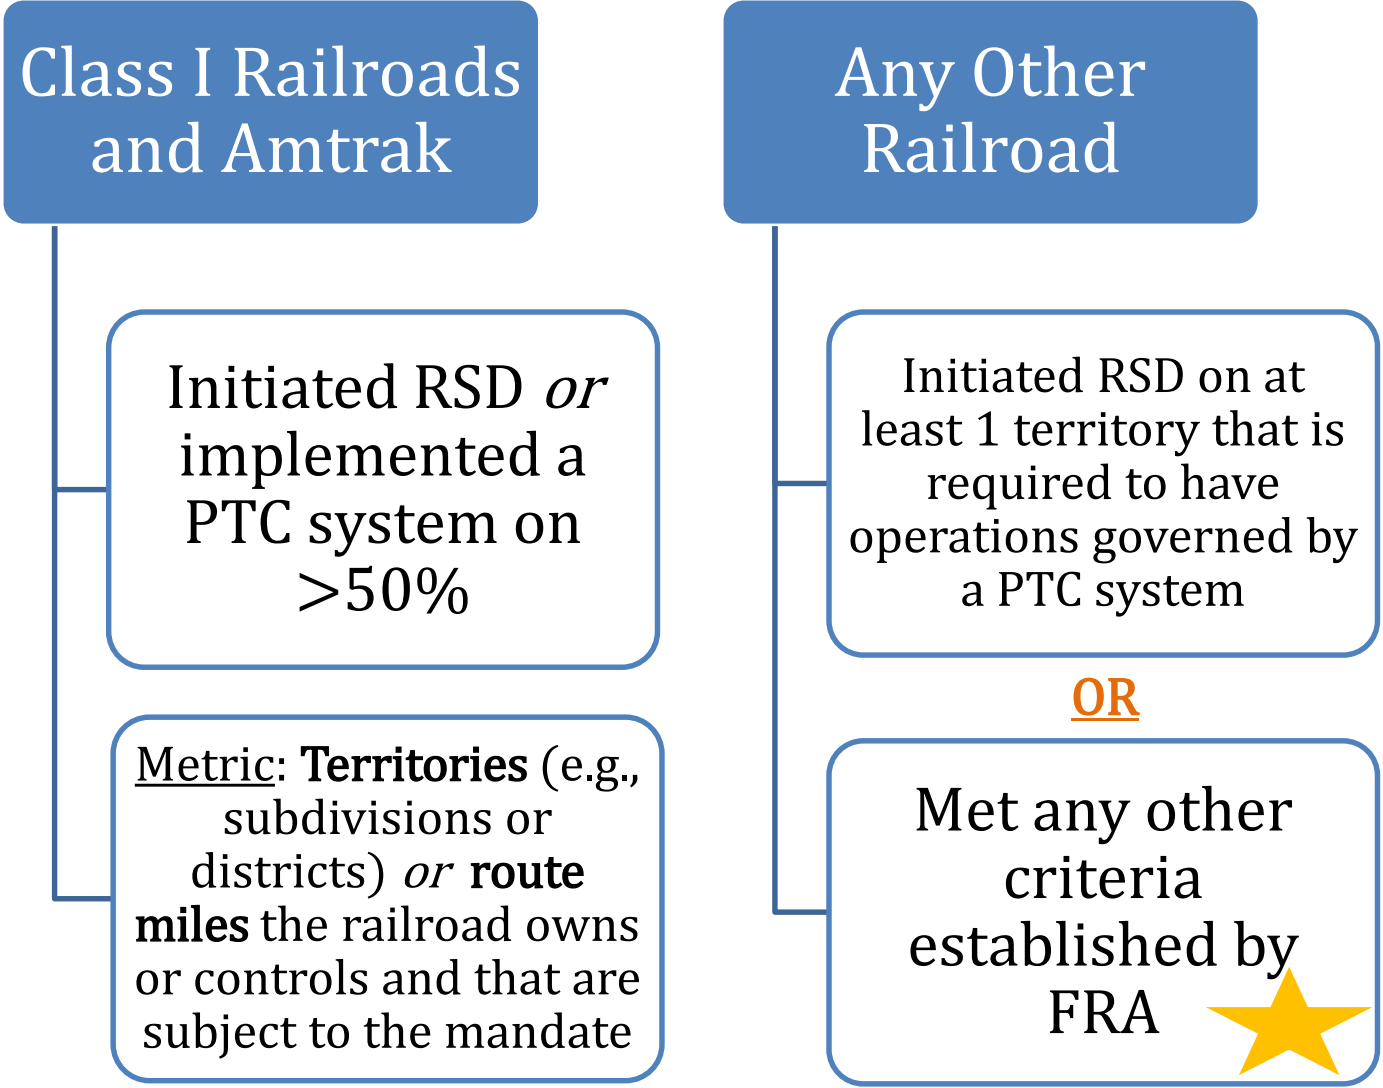 Class I Railroads
and Amtrak
Initiated RSD or
implemented a
PTC system on
>50%
Metric: Territories (e.g.,
subdivisions or
districts) or route
miles the railroad owns
or controls and that are
subject to the mandate
Any Other
Railroad
Initiated RSD on at
least 1 territory that is
required to have
operations governed by
a PTC system
OR
Met any other
criteria
established by
FRA